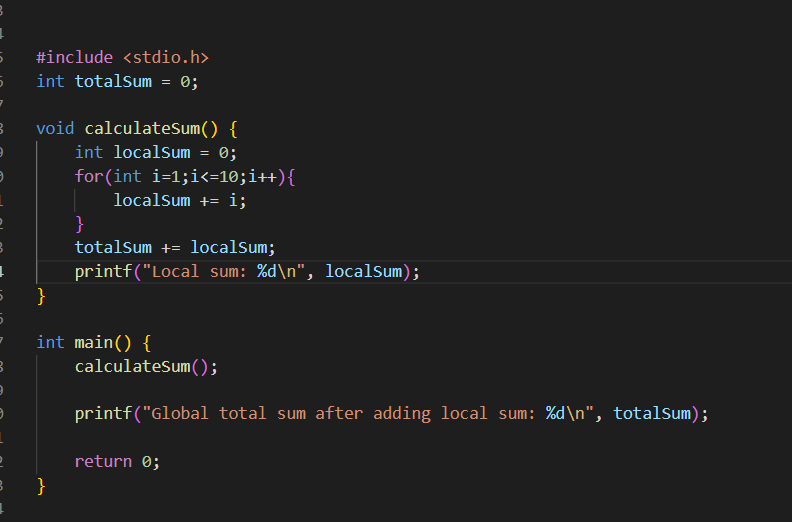 #include <stdio.h>
int totalSum = 0;
void calculateSum() {
    int localSum = 0;
    for(int i=1;i<=10;i++){
        localSum += i;
    }
    totalSum += localSum;
    printf("Local sum: %d\n", localSum);
}
int main() {
    calculateSum();
    printf("Global total sum after adding local sum: %d\n", totalSum);
    return 0;
}